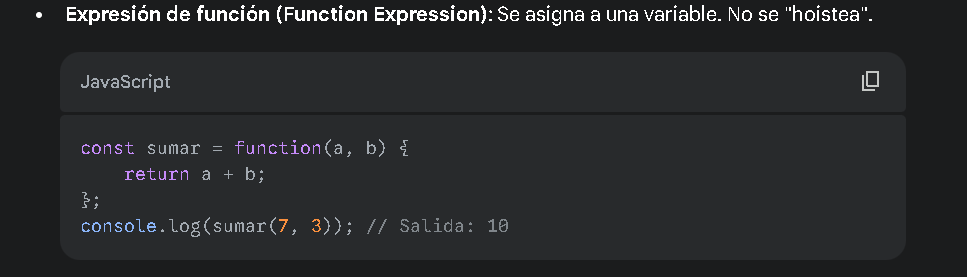 • Expresión de función (Function Expression): Se asigna a una variable. No se "hoistea".
JavaScript
const sumar = function(a, b) {
    return a + b;
};
console.log(sumar(7, 3)); // Salida: 10